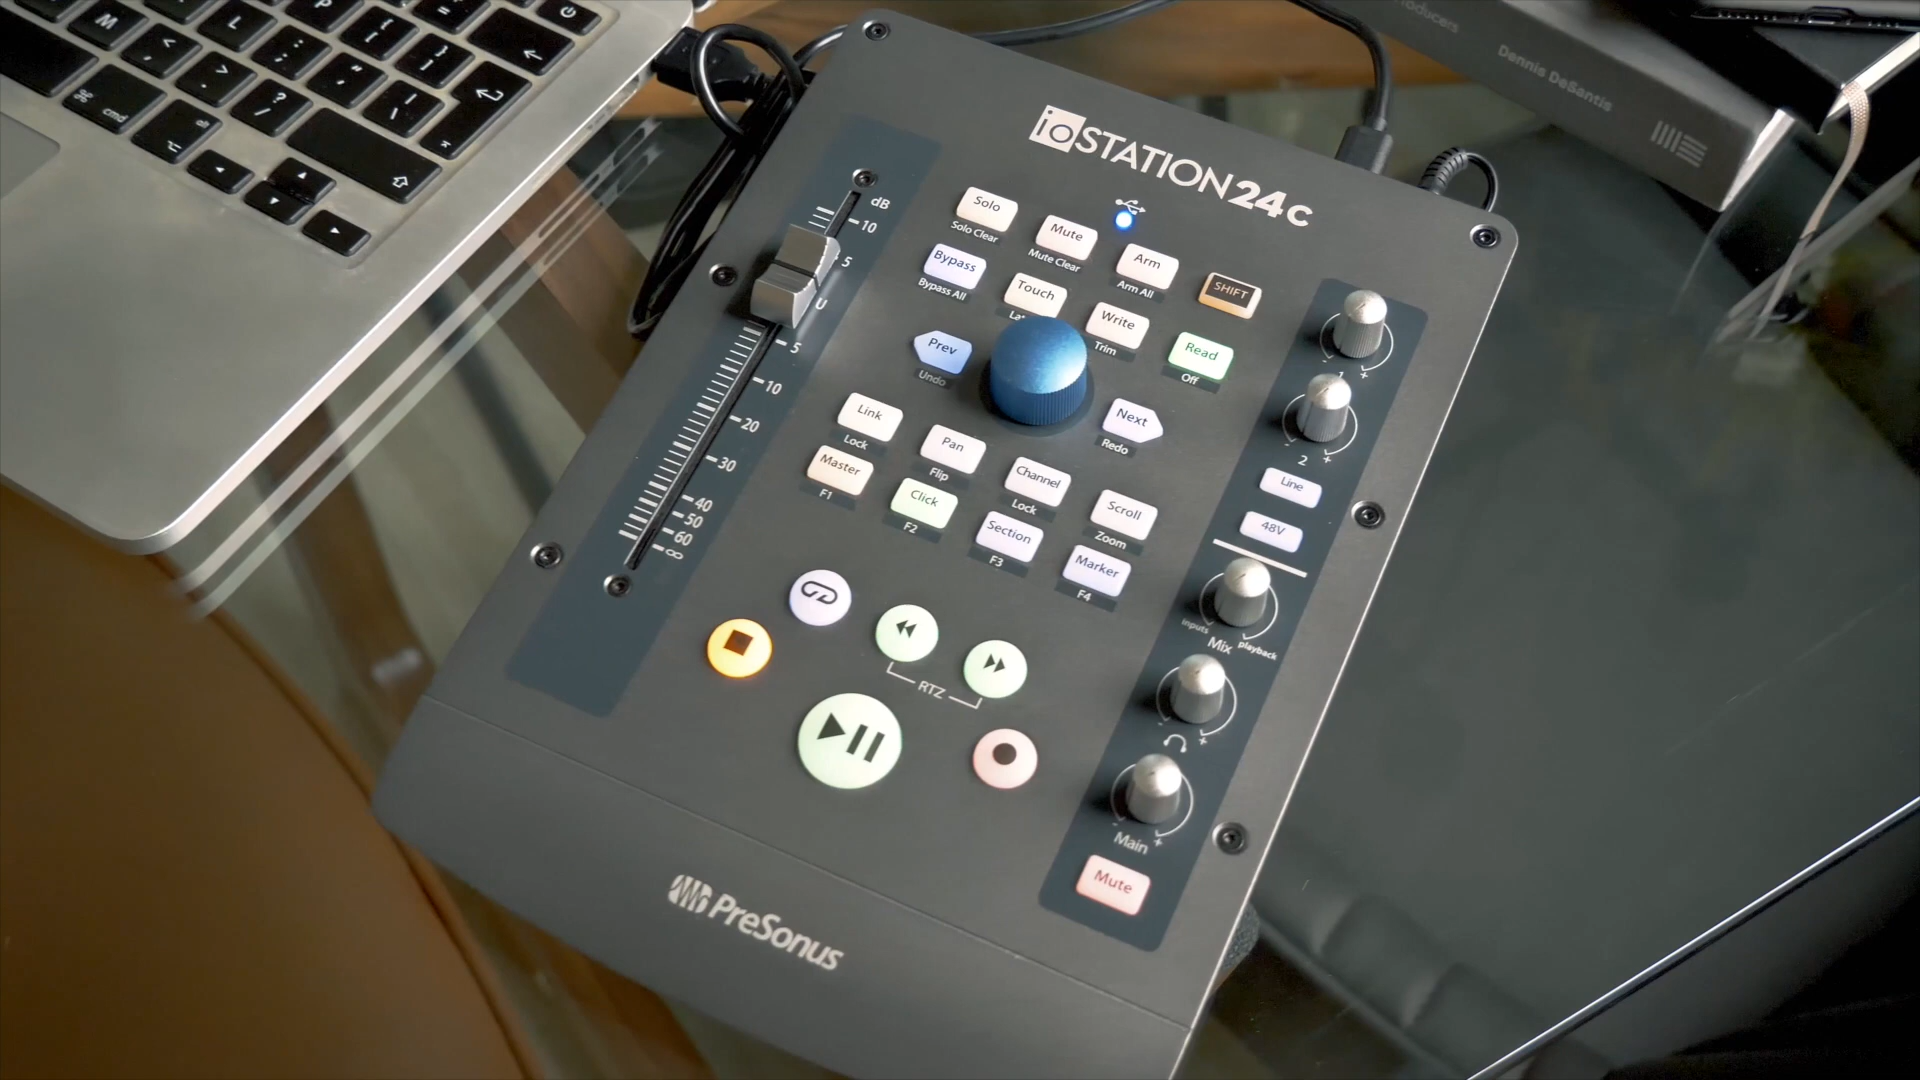 M
L
cmd
alt
roducers
Dennis DeSantis
ioSTATION24c
dB
10
5
U
5
10
20
30
40
50
60
∞
Solo
Solo Clear
Mute
Mute Clear
Arm
Arm All
SHIFT
Bypass
Bypass All
Touch
Write
Trim
Read
Off
Prev
Undo
Next
Redo
Link
Lock
Pan
Flip
Channel
Lock
Scroll
Zoom
Master
F1
Click
F2
Section
F3
Marker
F4
RTZ
- 1 +
- 2 +
Line
48V
inputs Mix playback
- +
- Main +
Mute
PreSonus